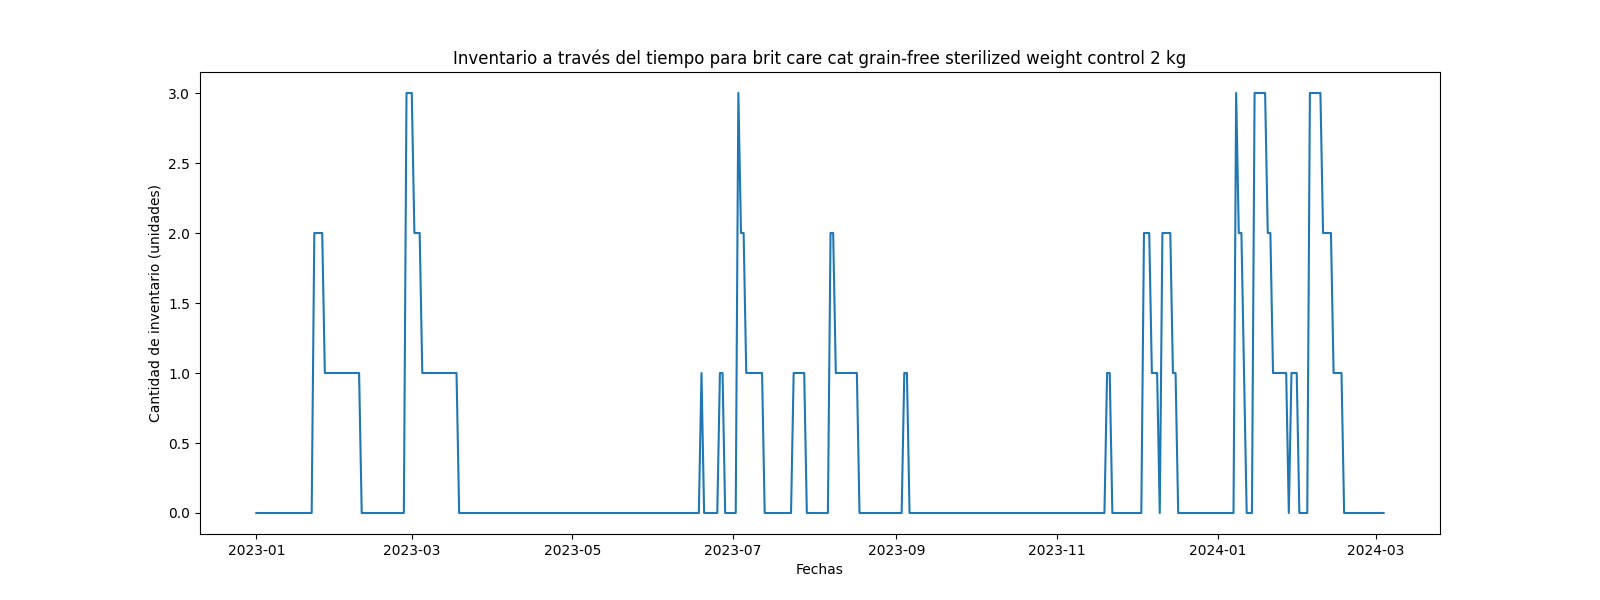 Inventario a través del tiempo para brit care cat grain-free sterilized weight control 2 kg
Cantidad de inventario (unidades)
3.0
2.5
2.0
1.5
1.0
0.5
0.0
2023-01 2023-03 2023-05 2023-07 2023-09 2023-11 2024-01 2024-03
Fechas